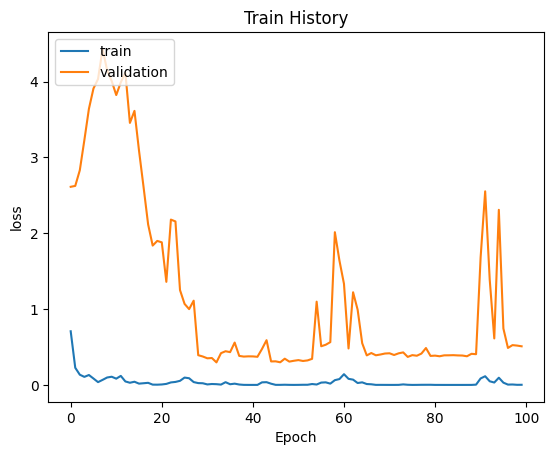 Train History
train
validation
4
3
2
1
0
loss
0 20 40 60 80 100
Epoch